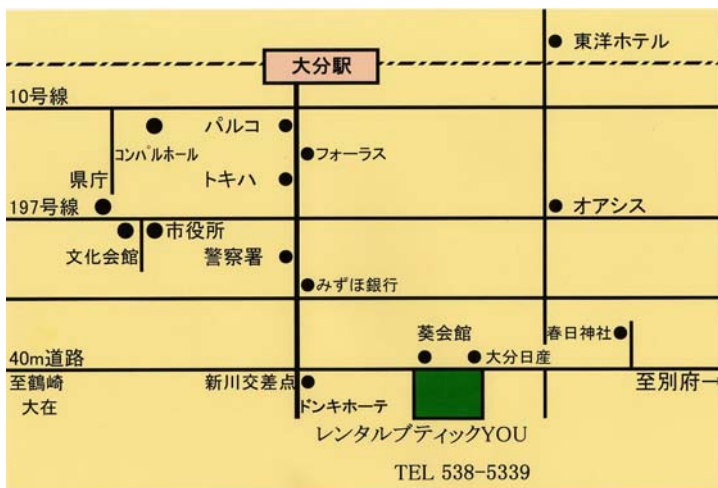 東洋ホテル
大分駅
10号線
パルコ
コンパルホール
フォーラス
県庁
トキハ
197号線
オアシス
文化会館
市役所
警察署
みずほ銀行
葵会館
春日神社
40m道路
大分日産
至鶴崎
大在
新川交差点
ドンキホーテ
至別府→
レンタルブティックYOU
TEL 538-5339